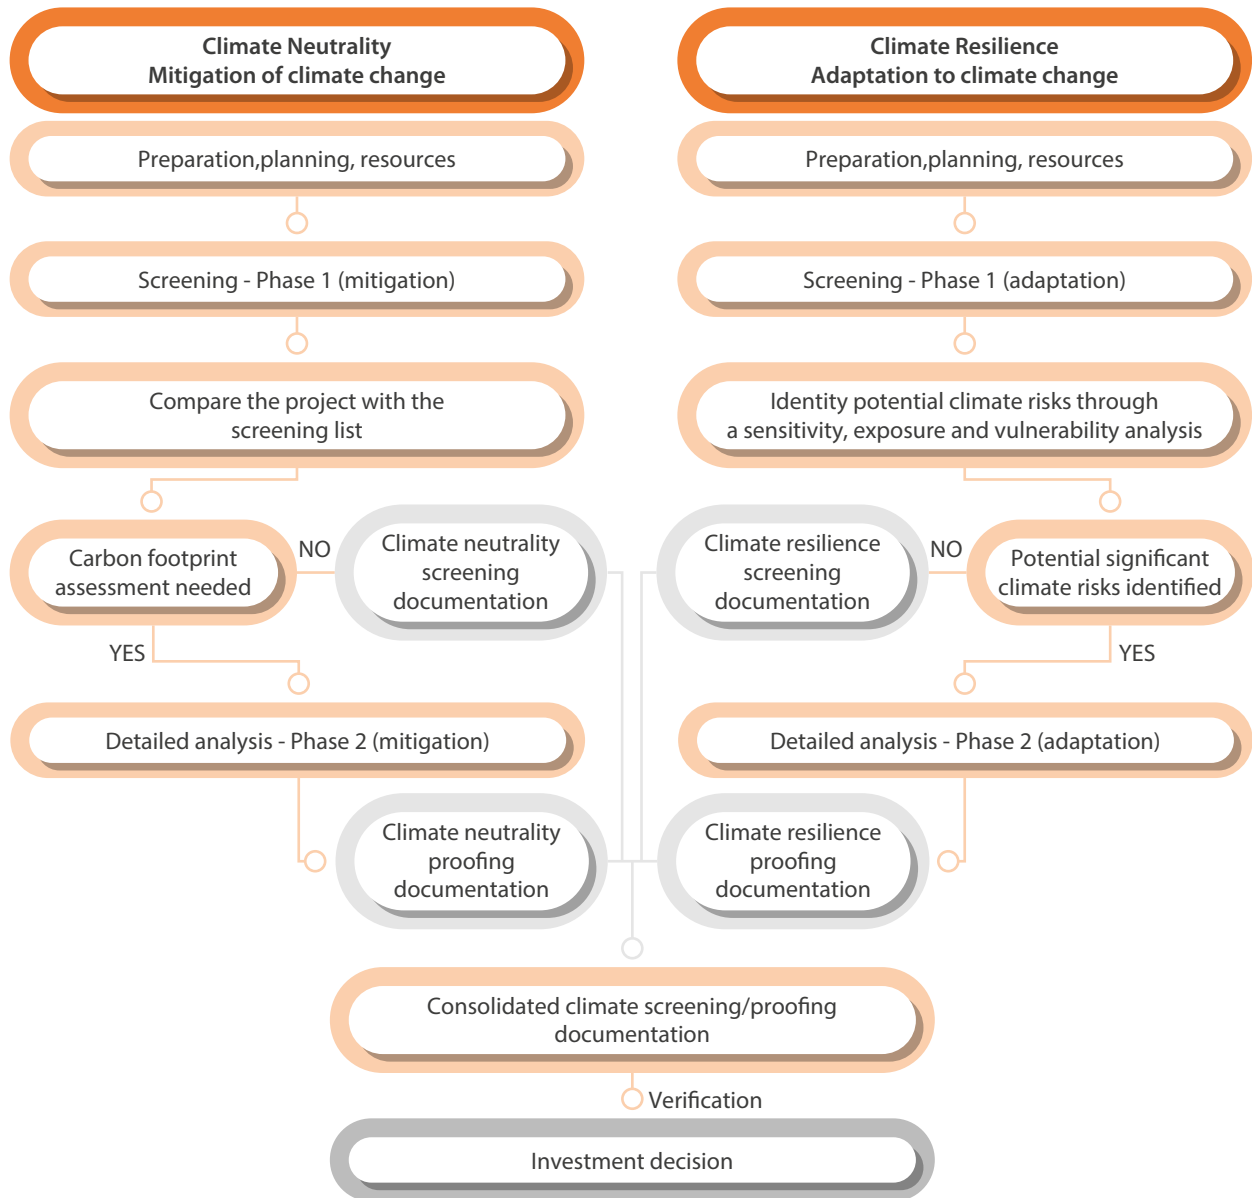 Climate Neutrality
Mitigation of climate change
Climate Resilience
Adaptation to climate change
Preparation,planning, resources
Preparation,planning, resources
Screening - Phase 1 (mitigation)
Screening - Phase 1 (adaptation)
Compare the project with the
screening list
Identity potential climate risks through
a sensitivity, exposure and vulnerability analysis
Carbon footprint
assessment needed
NO
Climate neutrality
screening
documentation
Climate resilience
screening
documentation
NO
Potential significant
climate risks identified
YES
YES
Detailed analysis - Phase 2 (mitigation)
Detailed analysis - Phase 2 (adaptation)
Climate neutrality
proofing
documentation
Climate resilience
proofing
documentation
Consolidated climate screening/proofing
documentation
Verification
Investment decision